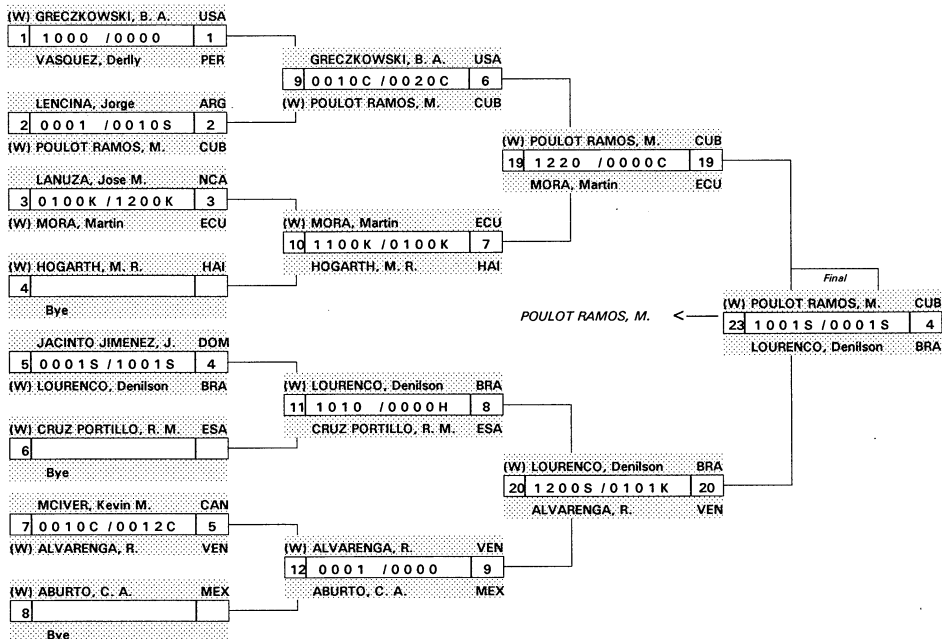 (W) GRECZKOWSKI, B. A. USA
1 1000 /0000 1
VASQUEZ, Derlly PER
LENCINA, Jorge ARG
2 0001 /0010S 2
(W) POULOT RAMOS, M. CUB
LANUZA, Jose M. NCA
3 0100K /1200K 3
(W) MORA, Martin ECU
(W) HOGARTH, M. R. HAI
4
Bye
JACINTO JIMENEZ, J. DOM
5 0001S /1001S 4
(W) LOURENCO, Denilson BRA
(W) CRUZ PORTILLO, R. M. ESA
6
Bye
MCIVER, Kevin M. CAN
7 0010C /0012C 5
(W) ALVARENGA, R. VEN
(W) ABURTO, C. A. MEX
8
Bye
GRECZKOWSKI, B. A. USA
9 0010C /0020C 6
(W) POULOT RAMOS, M. CUB
(W) MORA, Martin ECU
10 1100K /0100K 7
HOGARTH, M. R. HAI
(W) LOURENCO, Denilson BRA
11 1010 /0000H 8
CRUZ PORTILLO, R. M. ESA
(W) ALVARENGA, R. VEN
12 0001 /0000 9
ABURTO, C. A. MEX
(W) POULOT RAMOS, M. CUB
19 1220 /0000C 19
MORA, Martin ECU
(W) LOURENCO, Denilson BRA
20 1200S /0101K 20
ALVARENGA, R. VEN
Final
(W) POULOT RAMOS, M. CUB
23 1001S /0001S 4
LOURENCO, Denilson BRA
POULOT RAMOS, M. <